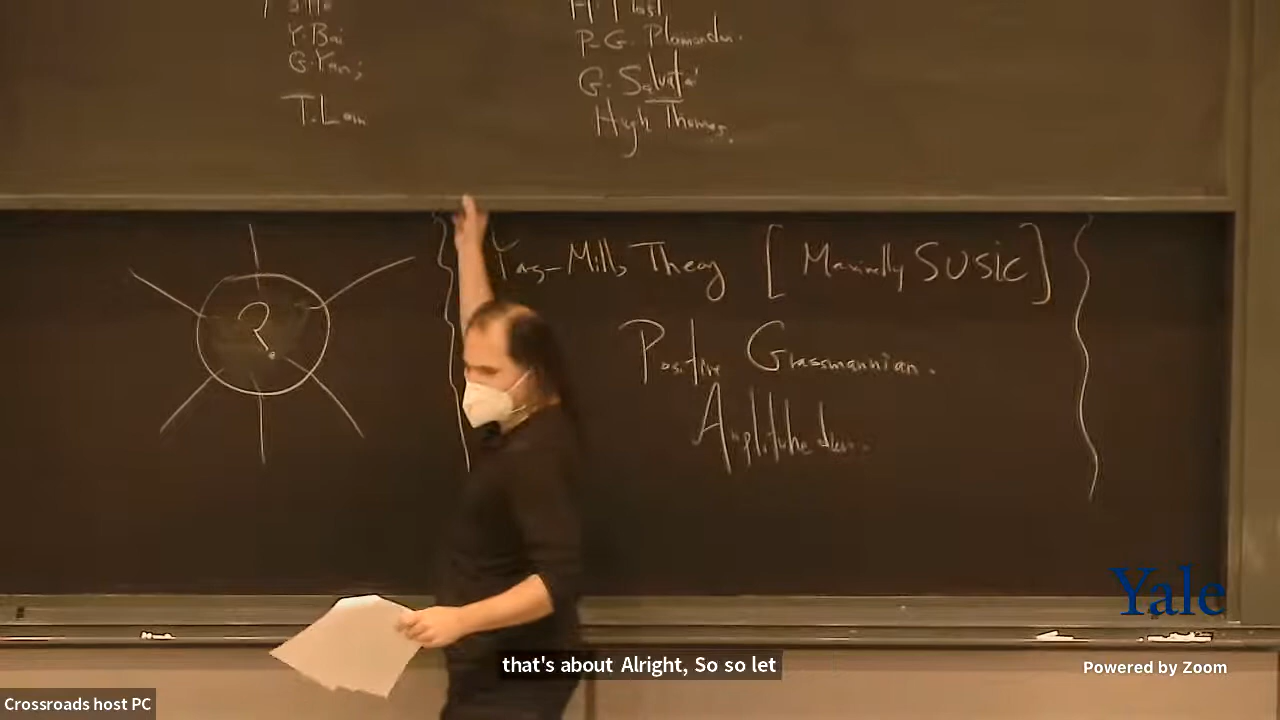 Y. Bai
G. Yan;
T. Lam
P-G. Plamondon.
G. Salvatori
Hugh Thomas.
?
Yang-Mills Theory [Maximally SUSIC]
Positive Grassmannian.
Amplituhedron.
Yale
that's about Alright, So so let
Powered by Zoom
Crossroads host PC